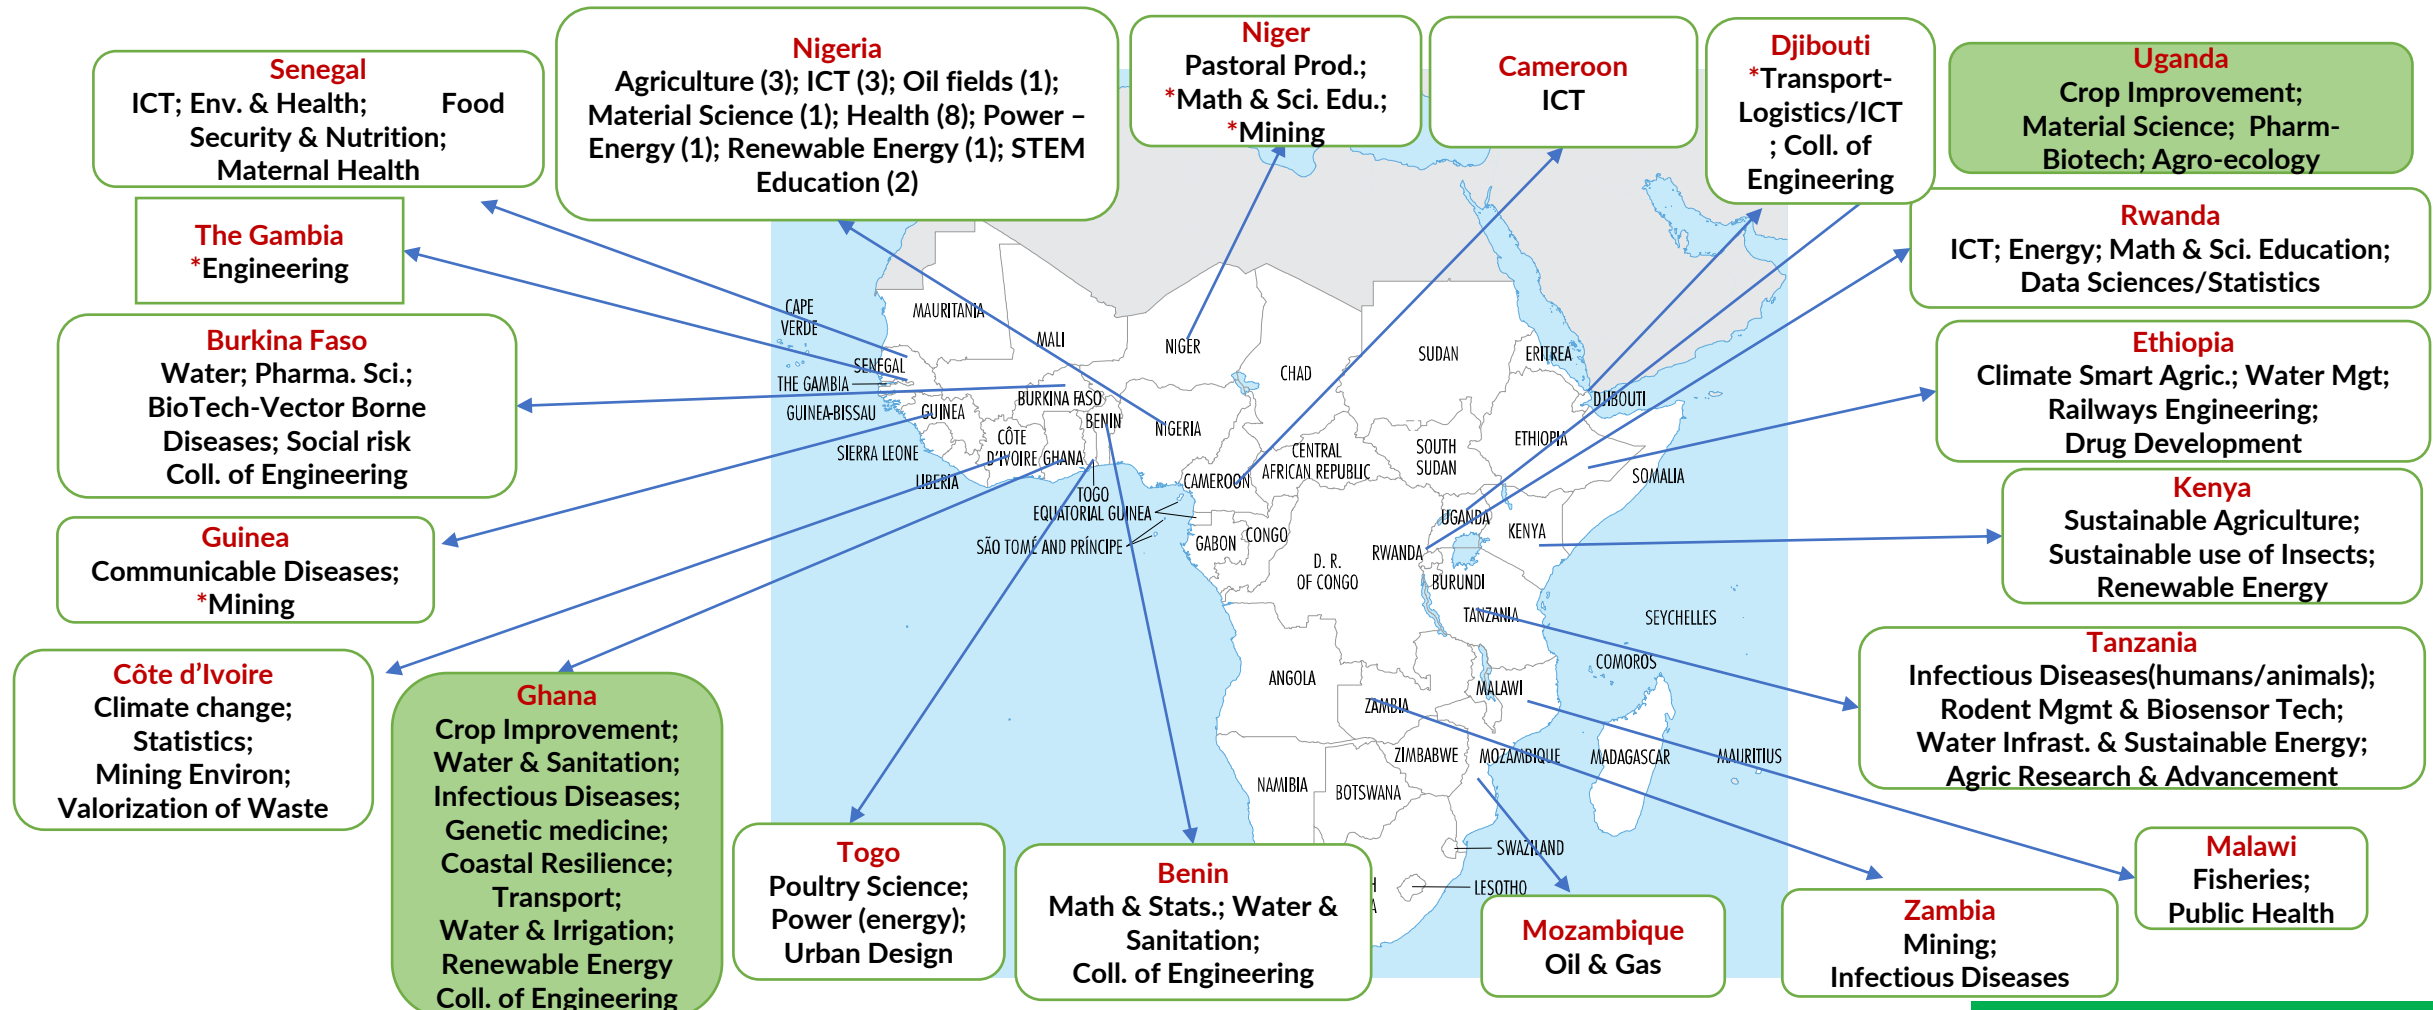 Senegal
ICT; Env. & Health; Food
Security & Nutrition;
Maternal Health
Nigeria
Agriculture (3); ICT (3); Oil fields (1);
Material Science (1); Health (8); Power –
Energy (1); Renewable Energy (1); STEM
Education (2)
Niger
Pastoral Prod.;
*Math & Sci. Edu.;
*Mining
Cameroon
ICT
Djibouti
*Transport-
Logistics/ICT
; Coll. of
Engineering
Uganda
Crop Improvement;
Material Science; Pharm-
Biotech; Agro-ecology
The Gambia
*Engineering
Rwanda
ICT; Energy; Math & Sci. Education;
Data Sciences/Statistics
Burkina Faso
Water; Pharma. Sci.;
BioTech-Vector Borne
Diseases; Social risk
Coll. of Engineering
Ethiopia
Climate Smart Agric.; Water Mgt;
Railways Engineering;
Drug Development
Guinea
Communicable Diseases;
*Mining
Kenya
Sustainable Agriculture;
Sustainable use of Insects;
Renewable Energy
Côte d’Ivoire
Climate change;
Statistics;
Mining Environ;
Valorization of Waste
Ghana
Crop Improvement;
Water & Sanitation;
Infectious Diseases;
Genetic medicine;
Coastal Resilience;
Transport;
Water & Irrigation;
Renewable Energy
Coll. of Engineering
Tanzania
Infectious Diseases(humans/animals);
Rodent Mgmt & Biosensor Tech;
Water Infrast. & Sustainable Energy;
Agric Research & Advancement
Togo
Poultry Science;
Power (energy);
Urban Design
Benin
Math & Stats.; Water &
Sanitation;
Coll. of Engineering
Mozambique
Oil & Gas
Zambia
Mining;
Infectious Diseases
Malawi
Fisheries;
Public Health
CAPE
VERDE
MAURITANIA
MALI
NIGER
CHAD
SUDAN
ERITREA
SENEGAL
THE GAMBIA
GUINEA-BISSAU
GUINEA
BURKINA FASO
BENIN
NIGERIA
DJIBOUTI
SIERRA LEONE
CÔTE
D'IVOIRE
GHANA
LIBERIA
TOGO
CAMEROON
CENTRAL
AFRICAN REPUBLIC
SOUTH
SUDAN
ETHIOPIA
SOMALIA
EQUATORIAL GUINEA
SÃO TOMÉ AND PRÍNCIPE
GABON
CONGO
UGANDA
KENYA
RWANDA
D. R.
OF CONGO
BURUNDI
TANZANIA
SEYCHELLES
COMOROS
ANGOLA
ZAMBIA
MALAWI
ZIMBABWE
MOZAMBIQUE
MADAGASCAR
MAURITIUS
NAMIBIA
BOTSWANA
SWAZILAND
LESOTHO
H
A